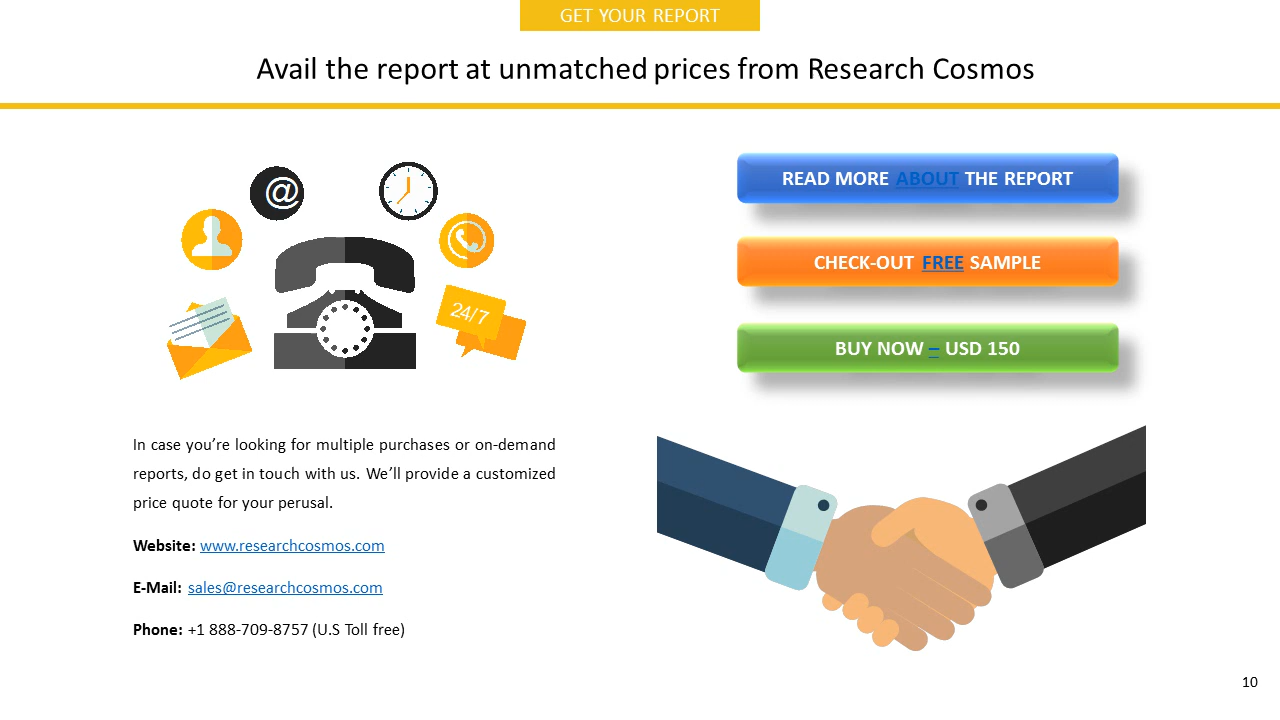 GET YOUR REPORT
Avail the report at unmatched prices from Research Cosmos
@
24/7
READ MORE ABOUT THE REPORT
CHECK-OUT FREE SAMPLE
BUY NOW – USD 150
In case you’re looking for multiple purchases or on-demand
reports, do get in touch with us. We’ll provide a customized
price quote for your perusal.
Website: www.researchcosmos.com
E-Mail: sales@researchcosmos.com
Phone: +1 888-709-8757 (U.S Toll free)
10